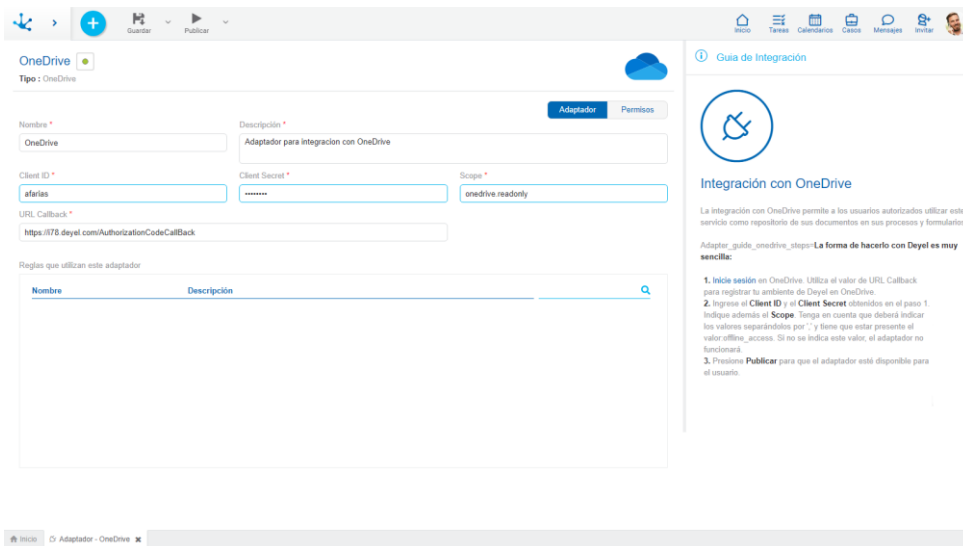 Guardar
Publicar
Inicio
Tareas
Calendarios
Casos
Mensajes
Invitar
OneDrive
Tipo : OneDrive
Adaptador
Permisos
Nombre *
Descripción *
OneDrive
Adaptador para integracion con OneDrive
Client ID *
Client Secret *
Scope *
afarias
••••••••
onedrive.readonly
URL Callback *
https://i78.deyel.com/AuthorizationCodeCallBack
Reglas que utilizan este adaptador
Nombre
Descripción
Guia de Integración
Integración con OneDrive
La integración con OneDrive permite a los usuarios autorizados utilizar este
servicio como repositorio de sus documentos en sus procesos y formularios
Adapter_guide_onedrive_steps=La forma de hacerlo con Deyel es muy
sencilla:
1. Inicie sesión en OneDrive. Utiliza el valor de URL Callback
para registrar tu ambiente de Deyel en OneDrive.
2. Ingrese el Client ID y el Client Secret obtenidos en el paso 1.
Indique además el Scope. Tenga en cuenta que deberá indicar
los valores separándolos por ',' y tiene que estar presente el
valor:offline_access. Si no se indica este valor, el adaptador no
funcionará.
3. Presione Publicar para que el adaptador esté disponible para
el usuario.
Inicio
Adaptador - OneDrive